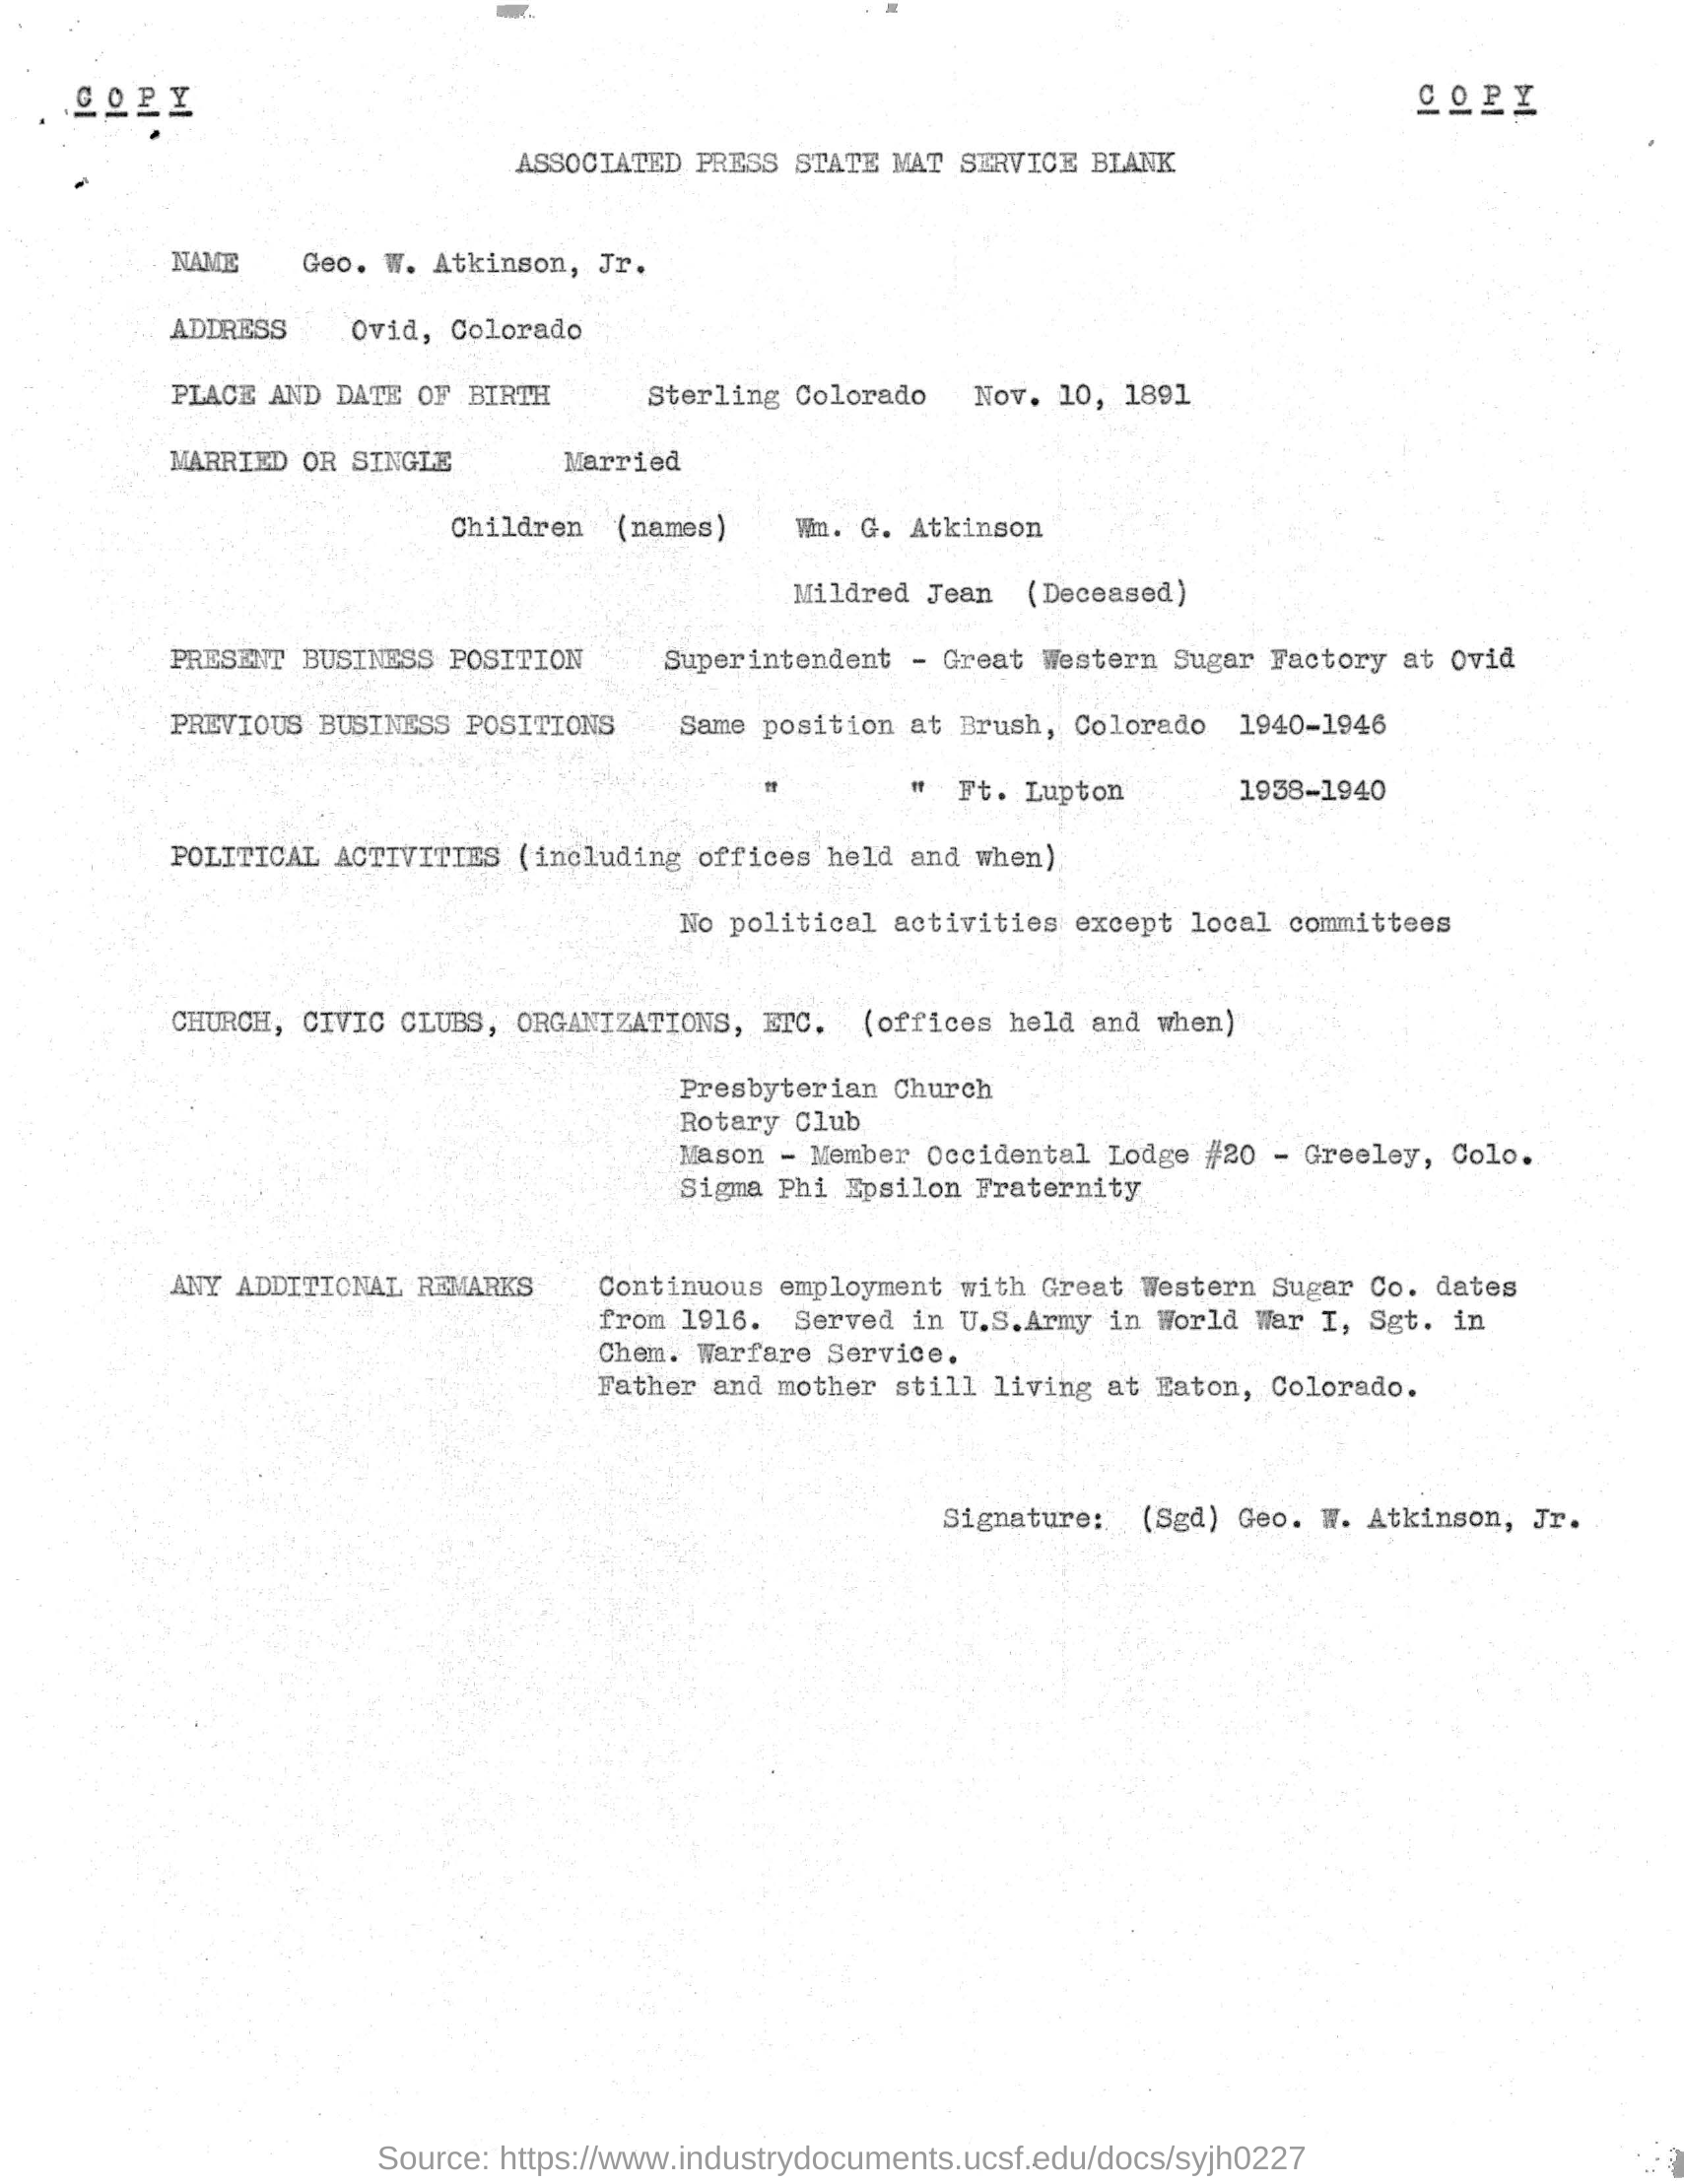 COPY COPY
ASSOCIATED PRESS STATE MAT SERVICE BLANK
NAME Geo. W. Atkinson, Jr.
ADDRESS Ovid, Colorado
PLACE AND DATE OF BIRTH Sterling Colorado Nov. 10, 1891
MARRIED OR SINGLE Married
Children (names) Wm. G. Atkinson
Mildred Jean (Deceased)
PRESENT BUSINESS POSITION Superintendent - Great Western Sugar Factory at Ovid
PREVIOUS BUSINESS POSITIONS Same position at Brush, Colorado 1940-1946
" " Ft. Lupton 1938-1940
POLITICAL ACTIVITIES (including offices held and when)
No political activities except local committees
CHURCH, CIVIC CLUBS, ORGANIZATIONS, ETC. (offices held and when)
Presbyterian Church
Rotary Club
Mason - Member Occidental Lodge #20 - Greeley, Colo.
Sigma Phi Epsilon Fraternity
ANY ADDITIONAL REMARKS Continuous employment with Great Western Sugar Co. dates
from 1916. Served in U.S.Army in World War I, Sgt. in
Chem. Warfare Service.
Father and mother still living at Eaton, Colorado.
Signature: (Sgd) Geo. W. Atkinson, Jr.
Source: https://www.industrydocuments.ucsf.edu/docs/syjh0227